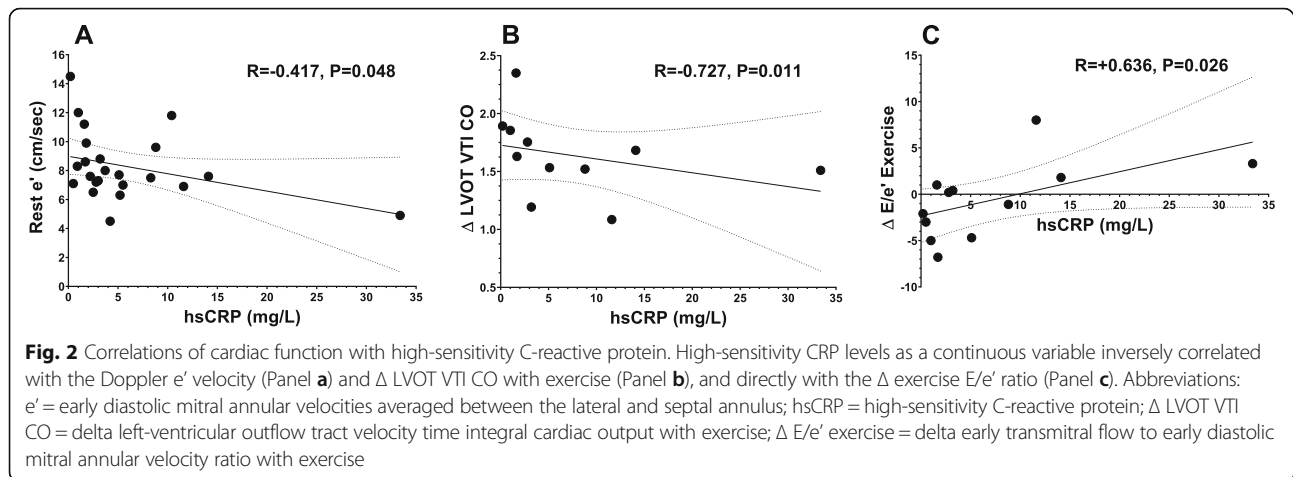 A
B
C
R=-0.417, P=0.048
R=-0.727, P=0.011
R=+0.636, P=0.026
Rest e' (cm/sec)
16
14
12
10
8
6
4
2
0
0
5
10
15
20
25
30
35
hsCRP (mg/L)
Δ LVOT VTI CO
2.5
2.0
1.5
1.0
0.5
0
5
10
15
20
25
30
35
hsCRP (mg/L)
Δ E/e' Exercise
15
10
5
0
-5
-10
0
5
10
15
20
25
30
35
hsCRP (mg/L)
Fig. 2 Correlations of cardiac function with high-sensitivity C-reactive protein. High-sensitivity CRP levels as a continuous variable inversely correlated
with the Doppler e' velocity (Panel a) and Δ LVOT VTI CO with exercise (Panel b), and directly with the Δ exercise E/e' ratio (Panel c). Abbreviations:
e' = early diastolic mitral annular velocities averaged between the lateral and septal annulus; hsCRP = high-sensitivity C-reactive protein; Δ LVOT VTI
CO = delta left-ventricular outflow tract velocity time integral cardiac output with exercise; Δ E/e' exercise = delta early transmitral flow to early diastolic
mitral annular velocity ratio with exercise